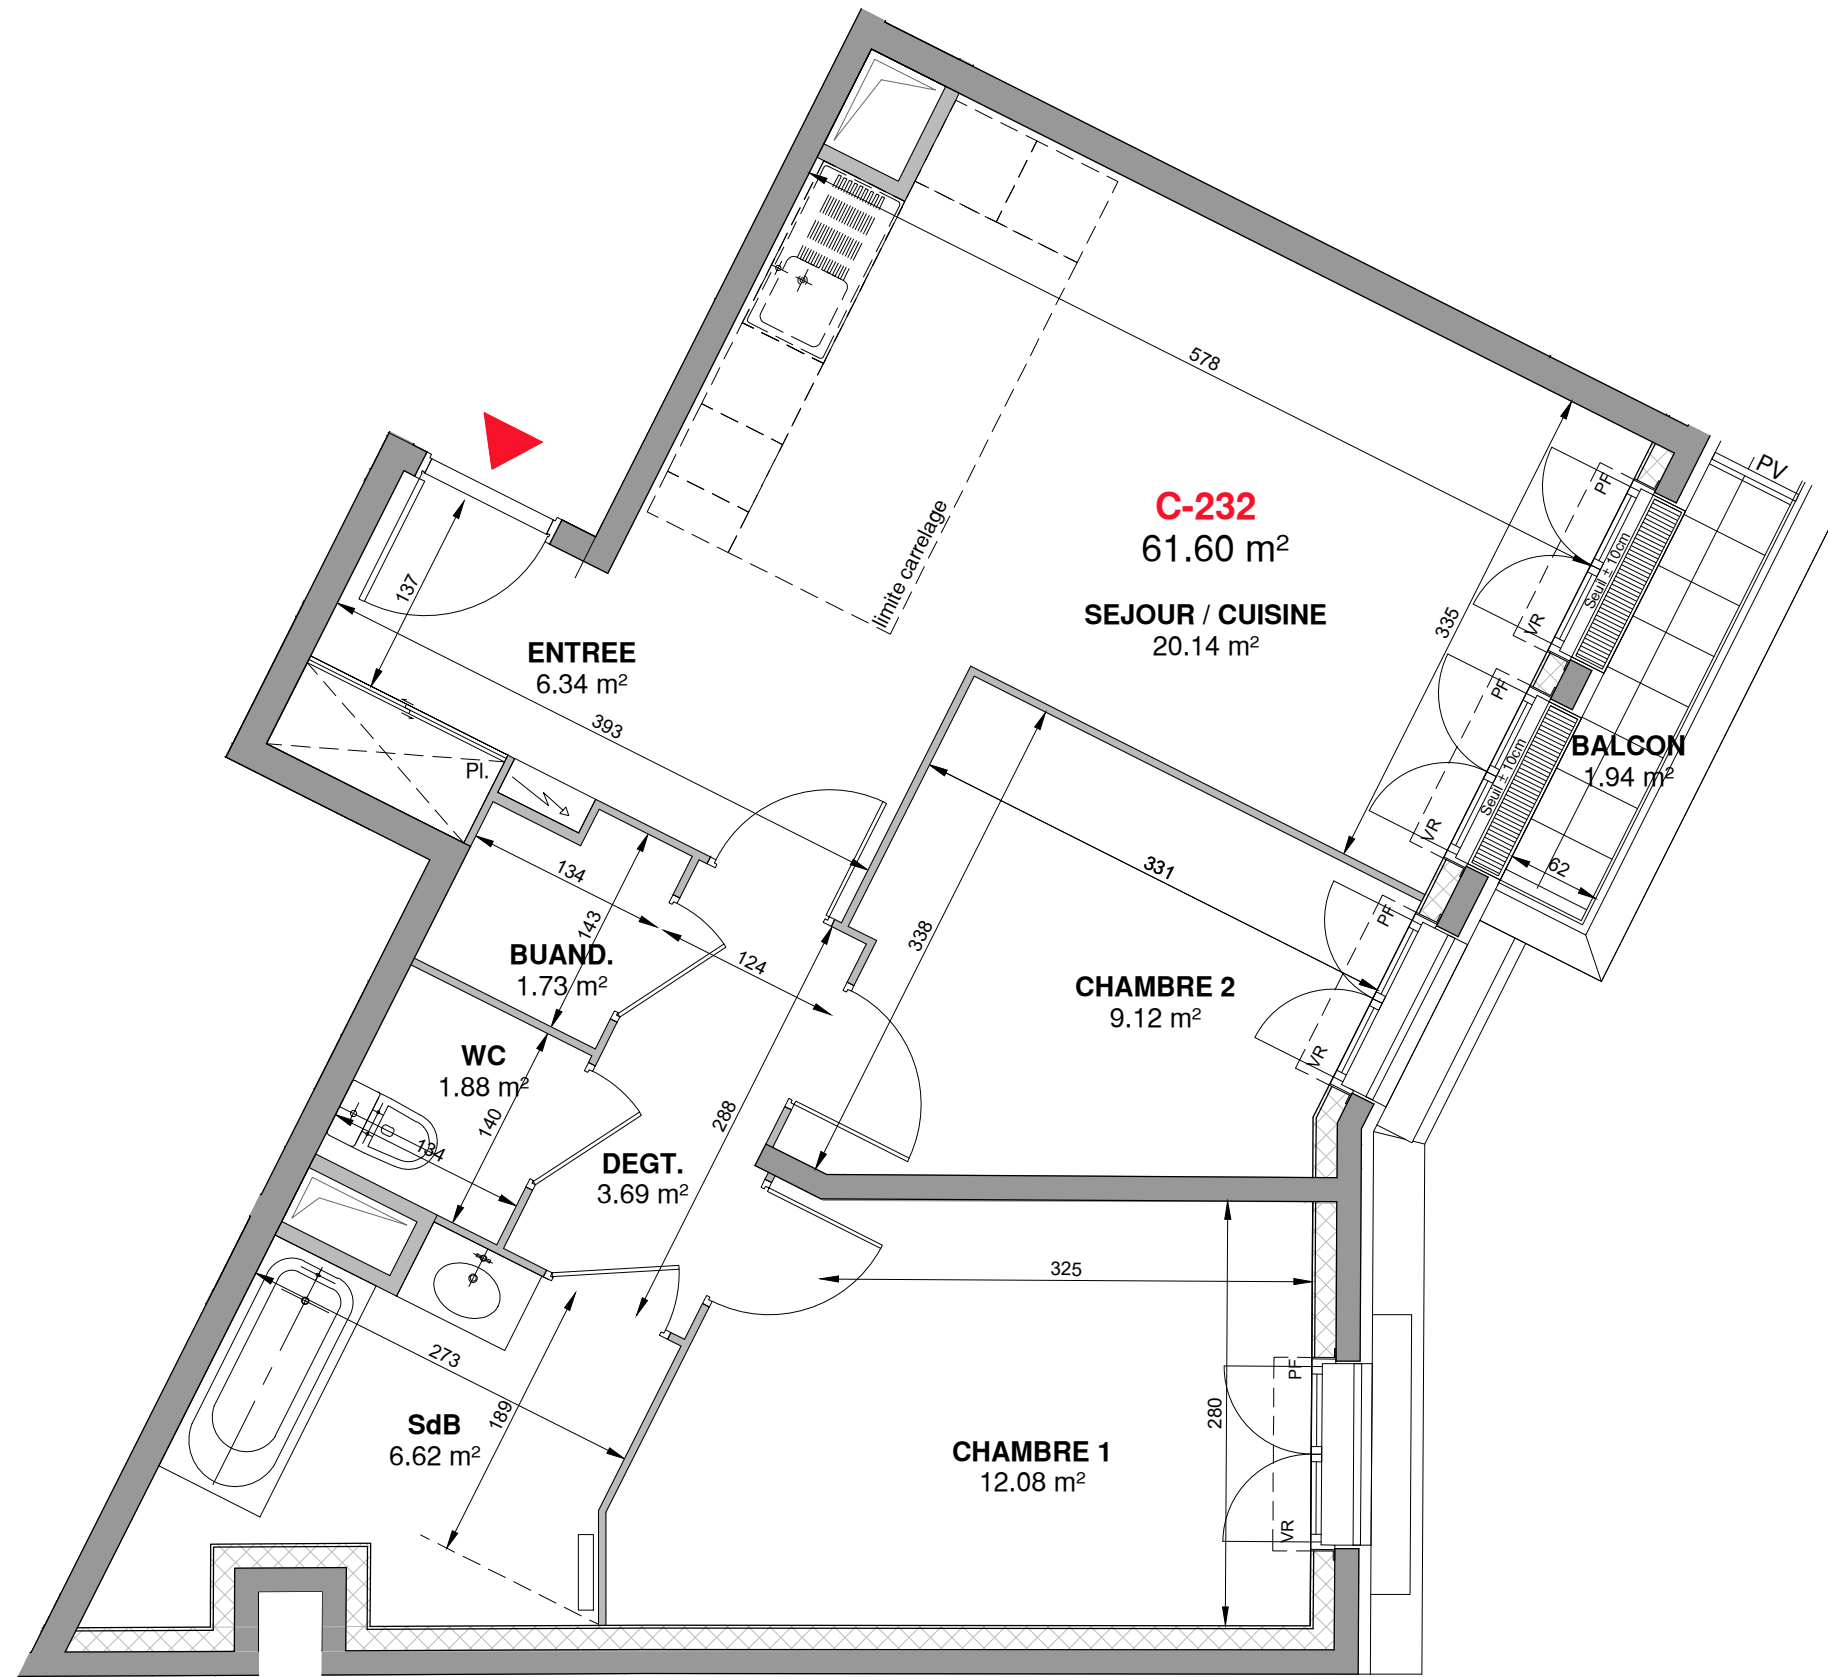 578
PV
PF
C-232
61.60 m²
limite carrelage
Seuil ± 10cm
137
SEJOUR / CUISINE
20.14 m²
335
VR
ENTREE
6.34 m²
PF
393
BALCON
1.94 m²
Pl.
Seuil ± 10cm
VR
134
331
62
143
338
PF
BUAND.
1.73 m²
124
CHAMBRE 2
9.12 m²
WC
1.88 m²
VR
140
288
134
DEGT.
3.69 m²
325
273
PF
189
280
SdB
6.62 m²
CHAMBRE 1
12.08 m²
VR